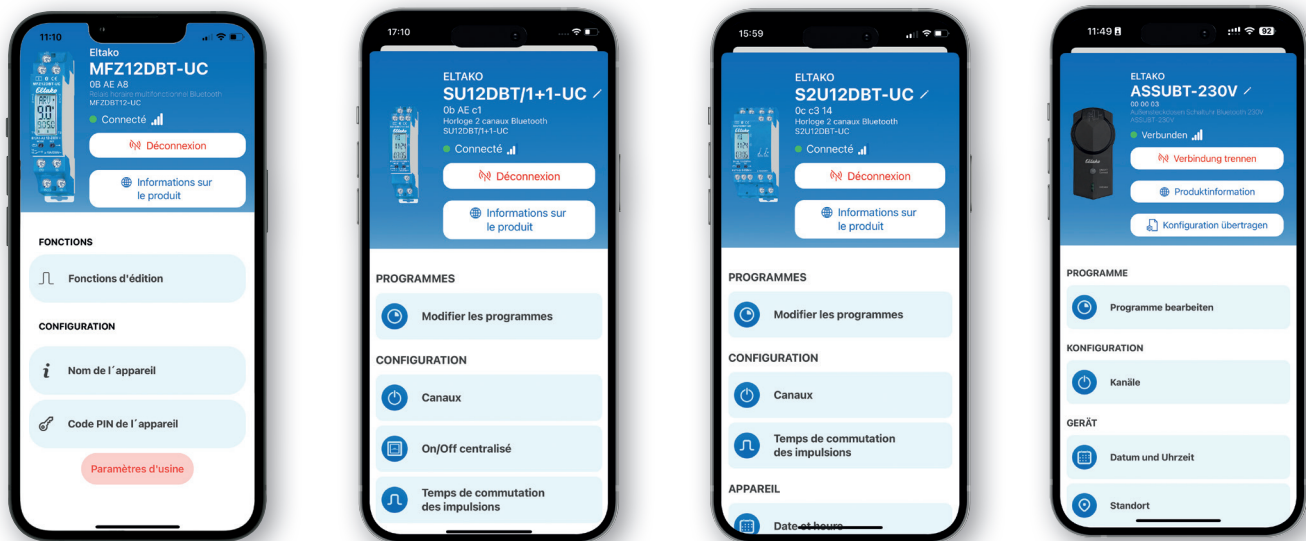 11:10
Eltako
MFZ12DBT-UC
0B AE A8
Relais horaire multifonctionnel Bluetooth
MFZDBT12-UC
Connecté
Déconnexion
Informations sur
le produit
FONCTIONS
Fonctions d'édition
CONFIGURATION
Nom de l´appareil
Code PIN de l´appareil
Paramètres d'usine
17:10
ELTAKO
SU12DBT/1+1-UC
0b AE c1
Horloge 2 canaux Bluetooth
SU12DBT/1+1-UC
Connecté
Déconnexion
Informations sur
le produit
PROGRAMMES
Modifier les programmes
CONFIGURATION
Canaux
On/Off centralisé
Temps de commutation
des impulsions
15:59
ELTAKO
S2U12DBT-UC
0c c3 14
Horloge 2 canaux Bluetooth
S2U12DBT-UC
Connecté
Déconnexion
Informations sur
le produit
PROGRAMMES
Modifier les programmes
CONFIGURATION
Canaux
Temps de commutation
des impulsions
APPAREIL
Date et heure
11:49
92
ELTAKO
ASSUBT-230V
00 00 03
Außensteckdosen Schaltuhr Bluetooth 230V
ASSUBT-230V
Verbunden
Verbindung trennen
Produktinformation
Konfiguration übertragen
PROGRAMME
Programme bearbeiten
KONFIGURATION
Kanäle
GERÄT
Datum und Uhrzeit
Standort